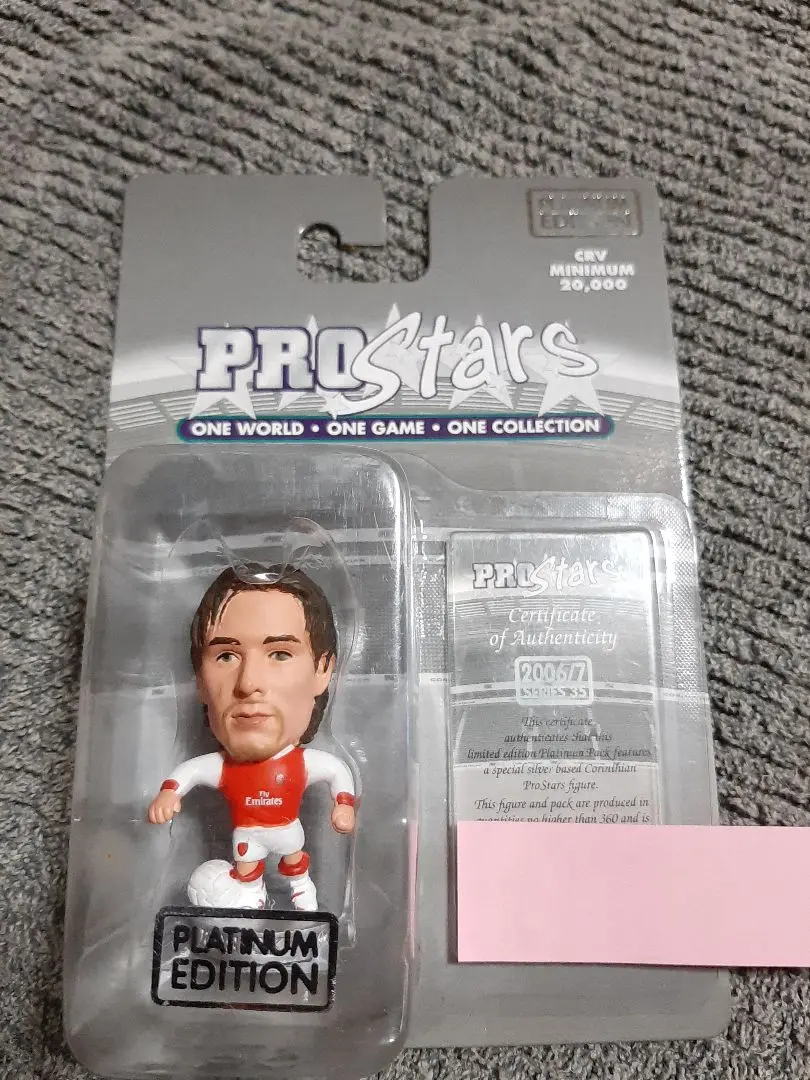 EDITION
CRV
MINIMUM
20,000
PROStars
ONE WORLD • ONE GAME • ONE COLLECTION
PROStars
Certificate
of Authenticity
2006/7
SERIES 35
This certificate
authenticates that this
limited edition Platinum Pack features
a special silver based Corinthian
ProStars figure.
This figure and pack are produced in
quantities no higher than 360 and is
Fly
Emirates
PLATINUM
EDITION